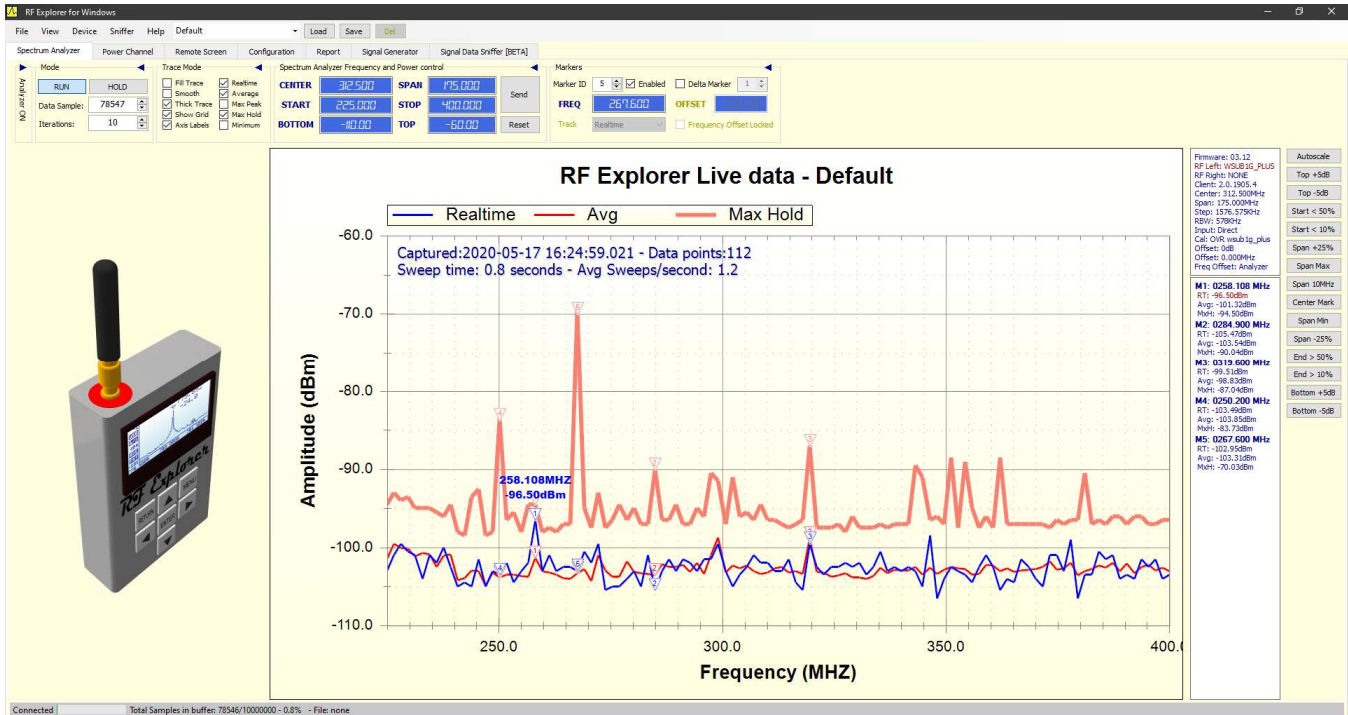 RF Explorer for Windows
File View Device Sniffer Help Default Load Save Del
Spectrum Analyzer Power Channel Remote Screen Configuration Report Signal Generator Signal Data Sniffer [BETA]
Analyzer ON
Mode
RUN HOLD
Data Sample: 78547
Iterations: 10
Trace Mode
Fill Trace Realtime
Smooth Average
Thick Trace Max Peak
Show Grid Max Hold
Axis Labels Minimum
Spectrum Analyzer Frequency and Power control
CENTER 312.500 SPAN 175.000 Send
START 225.000 STOP 400.000
BOTTOM -110.00 TOP -60.00 Reset
Markers
Marker ID 5 Enabled Delta Marker 1
FREQ 267.600 OFFSET
Track Realtime Frequency Offset Locked
RF Explorer Live data - Default
Realtime Avg Max Hold
Captured:2020-05-17 16:24:59.021 - Data points:112
Sweep time: 0.8 seconds - Avg Sweeps/second: 1.2
Amplitude (dBm)
-60.0
-70.0
-80.0
-90.0
-100.0
-110.0
5
4
3
2
258.108MHZ
-96.50dBm
1
1
4
5
2
2
3
3
250.0 300.0 350.0 400.0
Frequency (MHZ)
RF Explorer
RETURN
MENU
ENTER
Firmware: 03.12
RF Left: WSUB1G_PLUS
RF Right: NONE
Client: 2.0.1905.4
Center: 312.500MHz
Span: 175.000MHz
Step: 1576.575KHz
RBW: 578KHz
Input: Direct
Cal: OVR wsub1g_plus
Offset: 0dB
Offset: 0.000MHz
Freq Offset: Analyzer
M1: 0258.108 MHz
RT: -96.50dBm
Avg: -101.32dBm
MxH: -94.50dBm
M2: 0284.900 MHz
RT: -105.47dBm
Avg: -103.54dBm
MxH: -90.04dBm
M3: 0319.600 MHz
RT: -99.51dBm
Avg: -98.83dBm
MxH: -87.04dBm
M4: 0250.200 MHz
RT: -103.49dBm
Avg: -103.85dBm
MxH: -83.73dBm
M5: 0267.600 MHz
RT: -102.95dBm
Avg: -103.31dBm
MxH: -70.03dBm
Autoscale
Top +5dB
Top -5dB
Start < 50%
Start < 10%
Span +25%
Span Max
Span 10MHz
Center Mark
Span Min
Span -25%
End > 50%
End > 10%
Bottom +5dB
Bottom -5dB
Connected Total Samples in buffer: 78546/10000000 - 0.8% - File: none